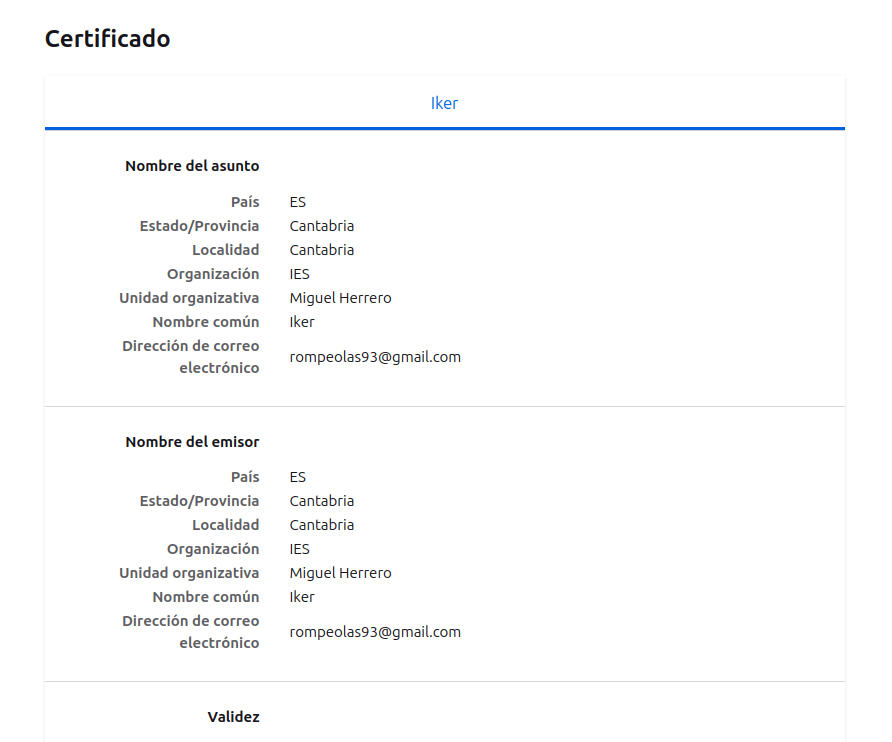 Certificado
Iker
Nombre del asunto
País ES
Estado/Provincia Cantabria
Localidad Cantabria
Organización IES
Unidad organizativa Miguel Herrero
Nombre común Iker
Dirección de correo
electrónico rompeolas93@gmail.com
Nombre del emisor
País ES
Estado/Provincia Cantabria
Localidad Cantabria
Organización IES
Unidad organizativa Miguel Herrero
Nombre común Iker
Dirección de correo
electrónico rompeolas93@gmail.com
Validez